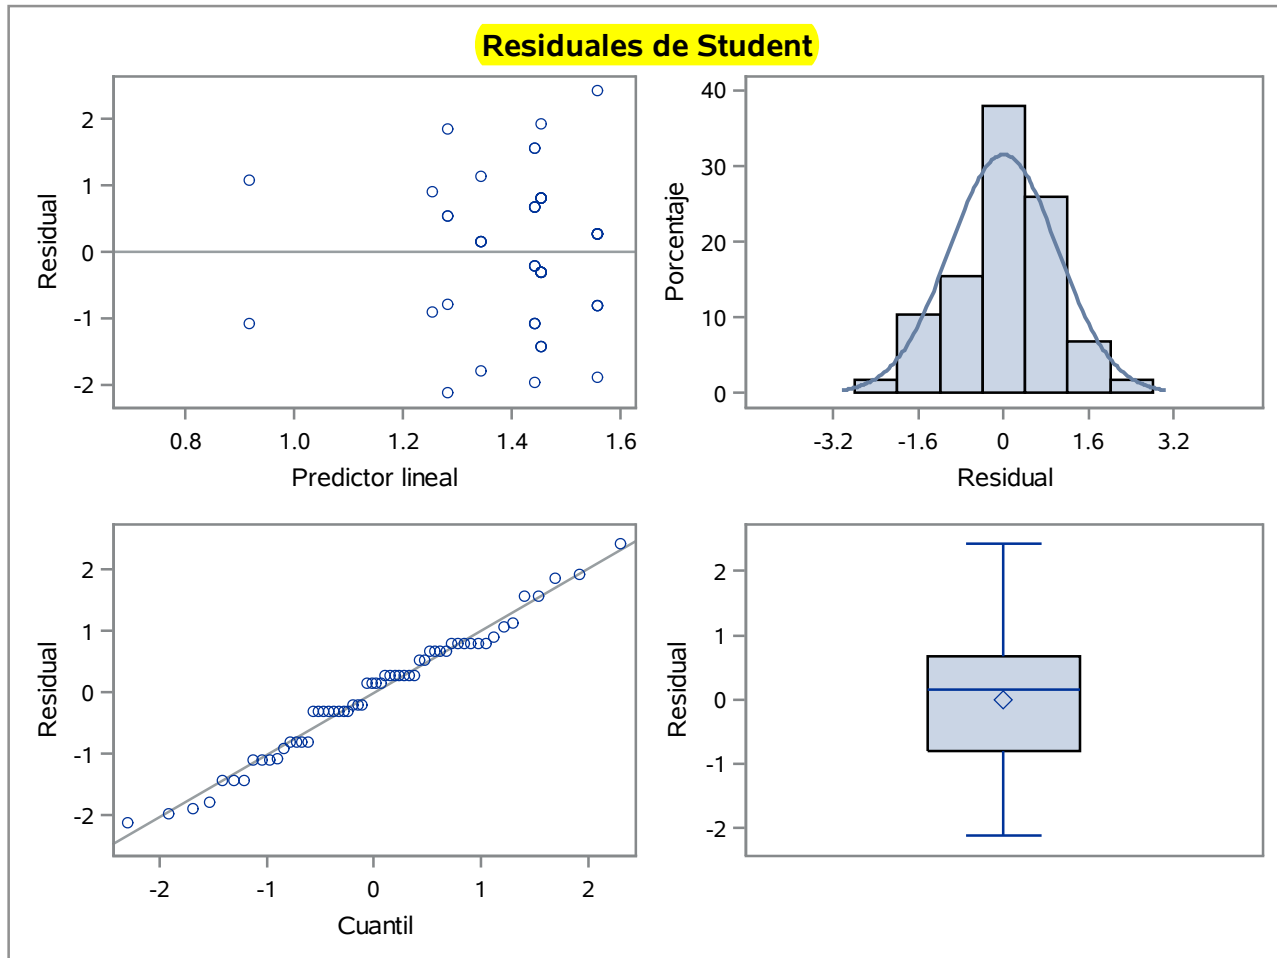 Residuales de Student
2
1
0
-1
-2
Residual
0.8 1.0 1.2 1.4 1.6
Predictor lineal
40
30
20
10
0
Porcentaje
-3.2 -1.6 0 1.6 3.2
Residual
2
1
0
-1
-2
Residual
-2 -1 0 1 2
Cuantil
2
1
0
-1
-2
Residual